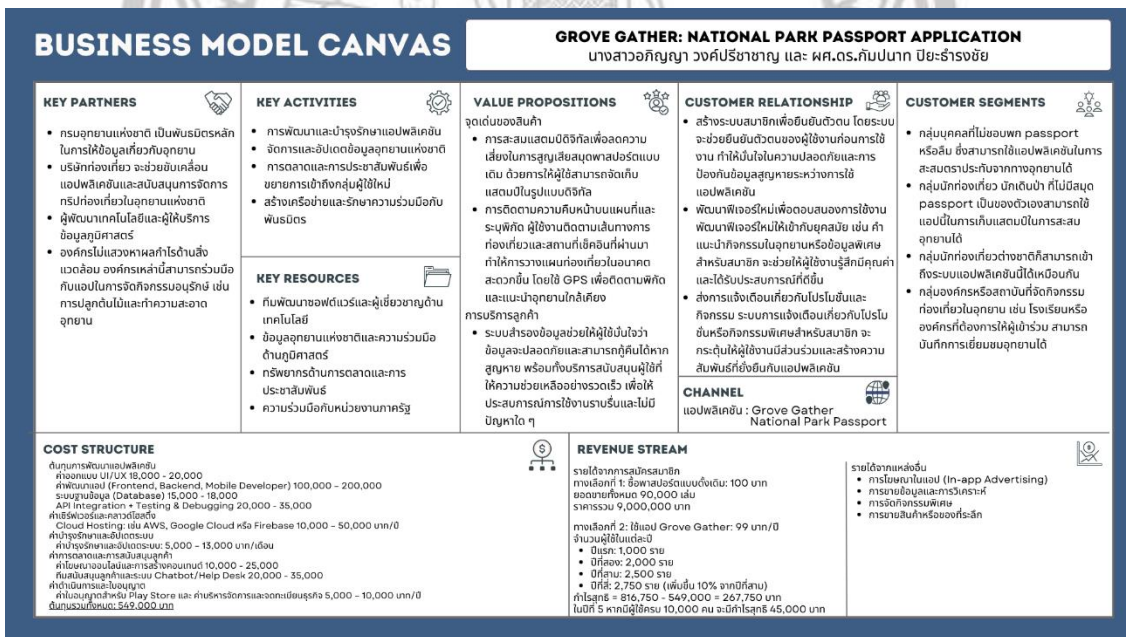 BUSINESS MODEL CANVAS
GROVE GATHER: NATIONAL PARK PASSPORT APPLICATION
นางสาวอภิญญา วงค์ปรีชาชาญ และ ผศ.ดร.กัมปนาท ปิยะธำรงชัย
KEY PARTNERS
• กรมอุทยานแห่งชาติ เป็นพันธมิตรหลัก
ในการให้ข้อมูลเกี่ยวกับอุทยาน
• บริษัทท่องเที่ยว จะช่วยขับเคลื่อน
แอปพลิเคชันและสนับสนุนการจัดการ
ทริปท่องเที่ยวในอุทยานแห่งชาติ
• ผู้พัฒนาเทคโนโลยีและผู้ให้บริการ
ข้อมูลภูมิศาสตร์
• องค์กรไม่แสวงหาผลกำไรด้านสิ่ง
แวดล้อม องค์กรเหล่านี้สามารถร่วมมือ
กับแอปในการจัดกิจกรรมอนุรักษ์ เช่น
การปลูกต้นไม้และทำความสะอาด
อุทยาน
KEY ACTIVITIES
• การพัฒนาและบำรุงรักษาแอปพลิเคชัน
• จัดการและอัปเดตข้อมูลอุทยานแห่งชาติ
• การตลาดและการประชาสัมพันธ์เพื่อ
ขยายการเข้าถึงกลุ่มผู้ใช้ใหม่
• สร้างเครือข่ายและรักษาความร่วมมือกับ
พันธมิตร
KEY RESOURCES
• ทีมพัฒนาซอฟต์แวร์และผู้เชี่ยวชาญด้าน
เทคโนโลยี
• ข้อมูลอุทยานแห่งชาติและความร่วมมือ
ด้านภูมิศาสตร์
• ทรัพยากรด้านการตลาดและการ
ประชาสัมพันธ์
• ความร่วมมือกับหน่วยงานภาครัฐ
VALUE PROPOSITIONS
จุดเด่นของสินค้า
• การสะสมแสตมป์ดิจิทัลเพื่อลดความ
เสี่ยงในการสูญเสียสมุดพาสปอร์ตแบบ
เดิม ด้วยการให้ผู้ใช้สามารถจัดเก็บ
แสตมป์ในรูปแบบดิจิทัล
• การติดตามความคืบหน้าบนแผนที่และ
ระบุพิกัด ผู้ใช้งานติดตามเส้นทางการ
ท่องเที่ยวและสถานที่เช็คอินที่ผ่านมา
ทำให้การวางแผนท่องเที่ยวในอนาคต
สะดวกขึ้น โดยใช้ GPS เพื่อติดตามพิกัด
และแนะนำอุทยานใกล้เคียง
การบริการลูกค้า
• ระบบสำรองข้อมูลช่วยให้ผู้ใช้มั่นใจว่า
ข้อมูลจะปลอดภัยและสามารถกู้คืนได้หาก
สูญหาย พร้อมทั้งบริการสนับสนุนผู้ใช้ที่
ให้ความช่วยเหลืออย่างรวดเร็ว เพื่อให้
ประสบการณ์การใช้งานราบรื่นและไม่มี
ปัญหาใด ๆ
CUSTOMER RELATIONSHIP
• สร้างระบบสมาชิกเพื่อยืนยันตัวตน โดยระบบ
จะช่วยยืนยันตัวตนของผู้ใช้งานก่อนการใช้
งาน ทำให้มั่นใจในความปลอดภัยและการ
ป้องกันข้อมูลสูญหายระหว่างการใช้
แอปพลิเคชัน
• พัฒนาฟีเจอร์ใหม่เพื่อตอบสนองการใช้งาน
พัฒนาฟีเจอร์ใหม่ให้เข้ากับยุคสมัย เช่น คำ
แนะนำกิจกรรมในอุทยานหรือข้อมูลพิเศษ
สำหรับสมาชิก จะช่วยให้ผู้ใช้งานรู้สึกมีคุณค่า
และได้รับประสบการณ์ที่ดีขึ้น
• ส่งการแจ้งเตือนเกี่ยวกับโปรโมชั่นและ
กิจกรรม ระบบการแจ้งเตือนเกี่ยวกับโปรโม
ชั่นหรือกิจกรรมพิเศษสำหรับสมาชิก จะ
กระตุ้นให้ผู้ใช้งานมีส่วนร่วมและสร้างความ
สัมพันธ์ที่ยั่งยืนกับแอปพลิเคชัน
CHANNEL
แอปพลิเคชัน : Grove Gather
National Park Passport
CUSTOMER SEGMENTS
• กลุ่มบุคคลที่ไม่ชอบพก passport
หรือลืม ซึ่งสามารถใช้แอปพลิเคชันในการ
สะสมตราประทับจากทางอุทยานได้
• กลุ่มนักท่องเที่ยว นักเดินป่า ที่ไม่มีสมุด
passport เป็นของตัวเองสามารถใช้
แอปนี้ในการเก็บแสตมป์ในการสะสม
อุทยานได้
• กลุ่มนักท่องเที่ยวต่างชาติก็สามารถเข้า
ถึงระบบแอปพลิเคชันนี้ได้เหมือนกัน
• กลุ่มองค์กรหรือสถาบันที่จัดกิจกรรม
ท่องเที่ยวในอุทยาน เช่น โรงเรียนหรือ
องค์กรที่ต้องการให้ผู้เข้าร่วม สามารถ
บันทึกการเยี่ยมชมอุทยานได้
COST STRUCTURE
ต้นทุนการพัฒนาแอปพลิเคชัน
ค่าออกแบบ UI/UX 18,000 - 20,000
ค่าพัฒนาแอป (Frontend, Backend, Mobile Developer) 100,000 – 200,000
ระบบฐานข้อมูล (Database) 15,000 - 18,000
API Integration + Testing & Debugging 20,000 - 35,000
ค่าเซิร์ฟเวอร์และคลาวด์โฮสติ้ง
Cloud Hosting: เช่น AWS, Google Cloud หรือ Firebase 10,000 – 50,000 บาท/ปี
ค่าบำรุงรักษาและอัปเดตระบบ
ค่าบำรุงรักษาและอัปเดตระบบ: 5,000 – 13,000 บาท/เดือน
ค่าการตลาดและการสนับสนุนลูกค้า
ค่าโฆษณาออนไลน์และการสร้างคอนเทนต์ 10,000 - 25,000
ทีมสนับสนุนลูกค้าและระบบ Chatbot/Help Desk 20,000 - 35,000
ค่าดำเนินการและใบอนุญาต
ค่าใบอนุญาตสำหรับ Play Store และ ค่าบริหารจัดการและจดทะเบียนธุรกิจ 5,000 – 10,000 บาท/ปี
ต้นทุนรวมทั้งหมด: 549,000 บาท
REVENUE STREAM
รายได้จากการสมัครสมาชิก
ทางเลือกที่ 1: ซื้อพาสปอร์ตแบบดั้งเดิม: 100 บาท
ยอดขายทั้งหมด 90,000 เล่ม
ราคารวม 9,000,000 บาท
ทางเลือกที่ 2: ใช้แอป Grove Gather: 99 บาท/ปี
จำนวนผู้ใช้ในแต่ละปี
• ปีแรก: 1,000 ราย
• ปีที่สอง: 2,000 ราย
• ปีที่สาม: 2,500 ราย
• ปีที่สี่: 2,750 ราย (เพิ่มขึ้น 10% จากปีที่สาม)
กำไรสุทธิ = 816,750 - 549,000 = 267,750 บาท
ในปีที่ 5 หากมีผู้ใช้ครบ 10,000 คน จะมีกำไรสุทธิ 45,000 บาท
รายได้จากแหล่งอื่น
• การโฆษณาในแอป (In-app Advertising)
• การขายข้อมูลและการวิเคราะห์
• การจัดกิจกรรมพิเศษ
• การขายสินค้าหรือของที่ระลึก